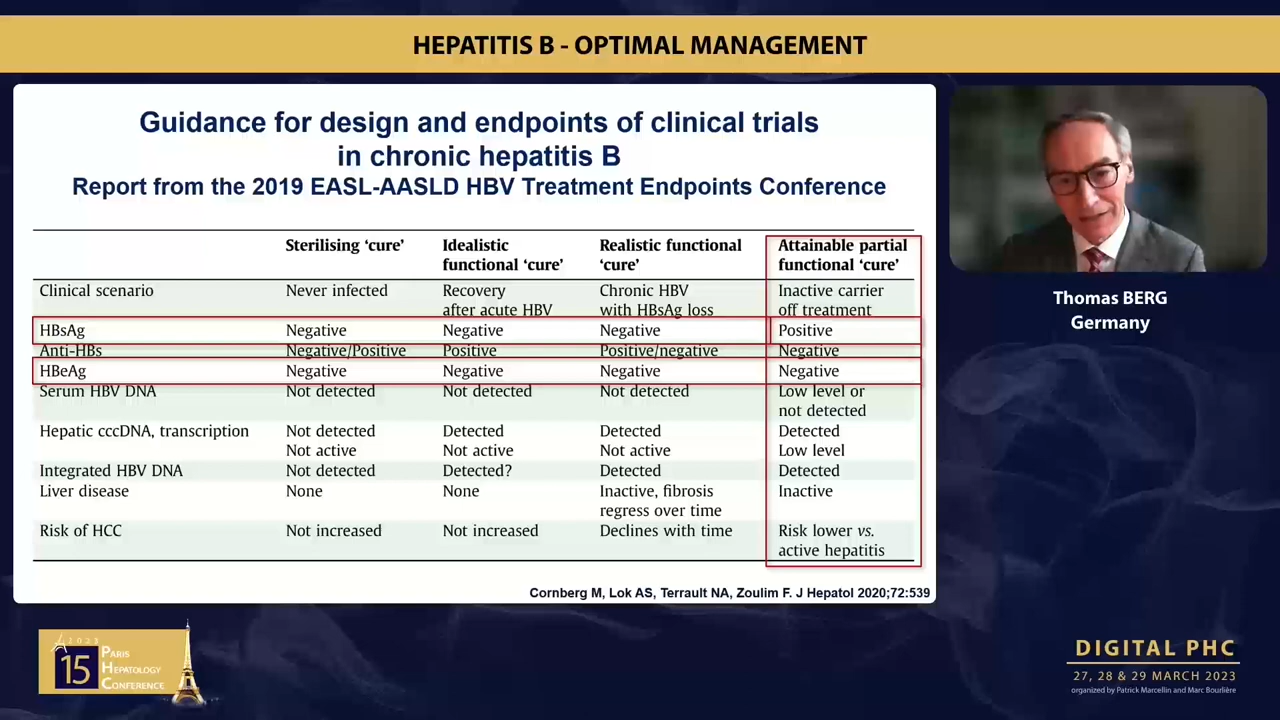 HEPATITIS B - OPTIMAL MANAGEMENT
Guidance for design and endpoints of clinical trials
in chronic hepatitis B
Report from the 2019 EASL-AASLD HBV Treatment Endpoints Conference
Sterilising ‘cure’ Idealistic functional ‘cure’ Realistic functional ‘cure’ Attainable partial functional ‘cure’
Clinical scenario Never infected Recovery after acute HBV Chronic HBV with HBsAg loss Inactive carrier off treatment
HBsAg Negative Negative Negative Positive
Anti-HBs Negative/Positive Positive Positive/negative Negative
HBeAg Negative Negative Negative Negative
Serum HBV DNA Not detected Not detected Not detected Low level or not detected
Hepatic cccDNA, transcription Not detected Not active Detected Not active Detected Not active Detected Low level
Integrated HBV DNA Not detected Detected? Detected Detected
Liver disease None None Inactive, fibrosis regress over time Inactive
Risk of HCC Not increased Not increased Declines with time Risk lower vs. active hepatitis
Cornberg M, Lok AS, Terrault NA, Zoulim F. J Hepatol 2020;72:539
Thomas BERG
Germany
2023
15
PARIS
HEPATOLOGY
CONFERENCE
DIGITAL PHC
27, 28 & 29 MARCH 2023
organized by Patrick Marcellin and Marc Bourlière